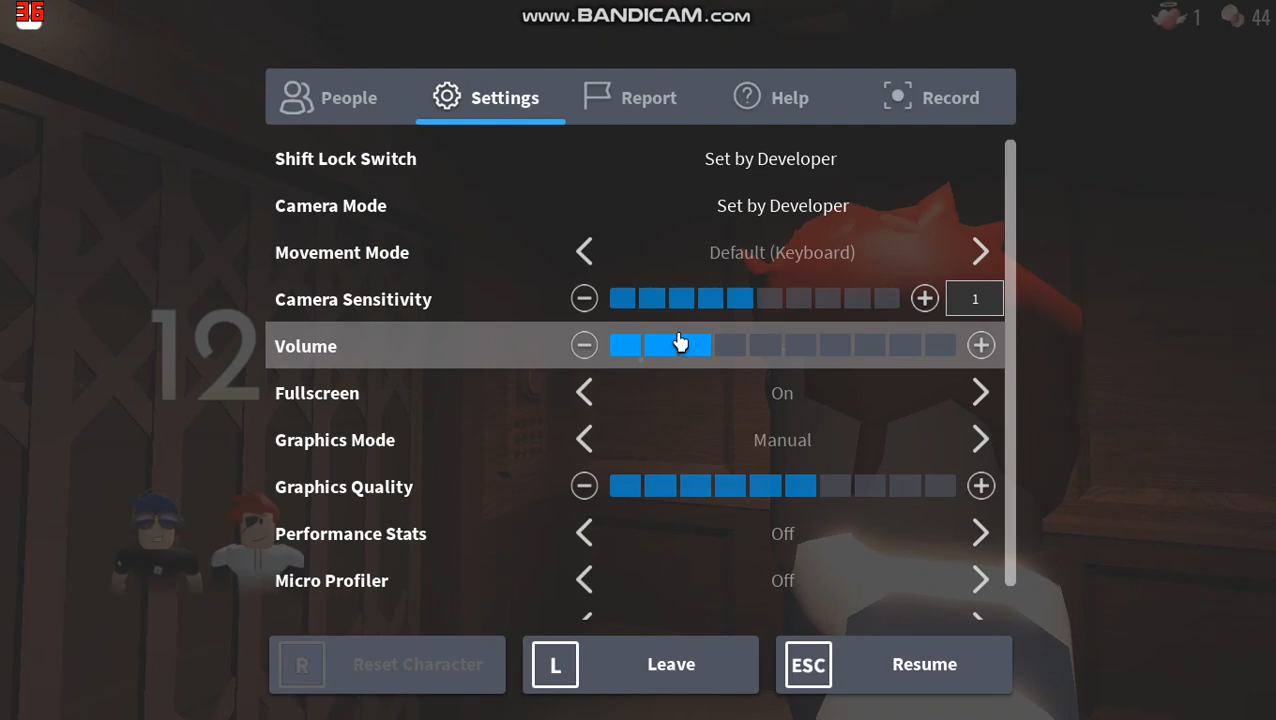 36
www.BANDICAM.com
1
44
People
Settings
Report
Help
Record
Shift Lock Switch
Set by Developer
Camera Mode
Set by Developer
Movement Mode
Default (Keyboard)
Camera Sensitivity
1
12
Volume
Fullscreen
On
Graphics Mode
Manual
Graphics Quality
Performance Stats
Off
Micro Profiler
Off
R
Reset Character
L
Leave
ESC
Resume